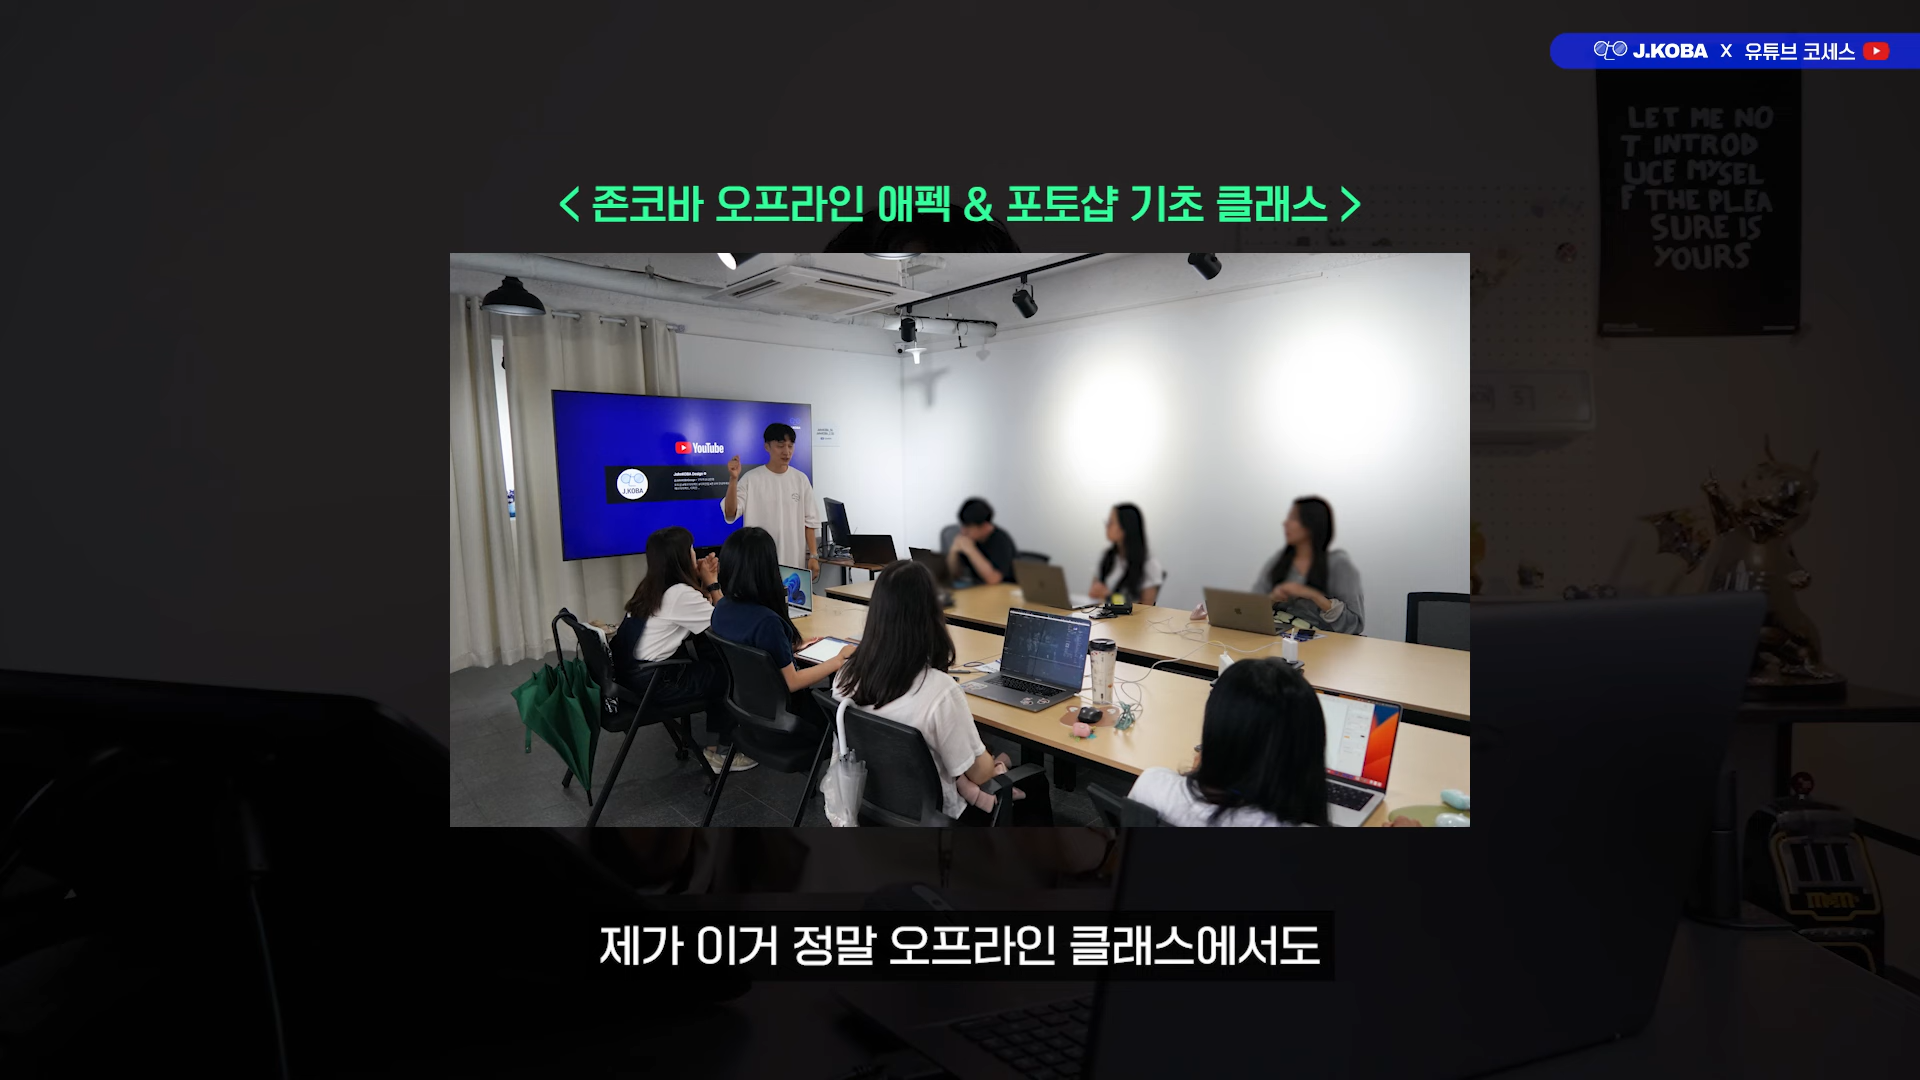 J.KOBA X 유튜브 코세스
LET ME NO
T INTROD
UCE MYSEL
F THE PLEA
SURE IS
YOURS
< 존코바 오프라인 애펙 & 포토샵 기초 클래스 >
YouTube
JohnKOBA Design
J.KOBA
제가 이거 정말 오프라인 클래스에서도